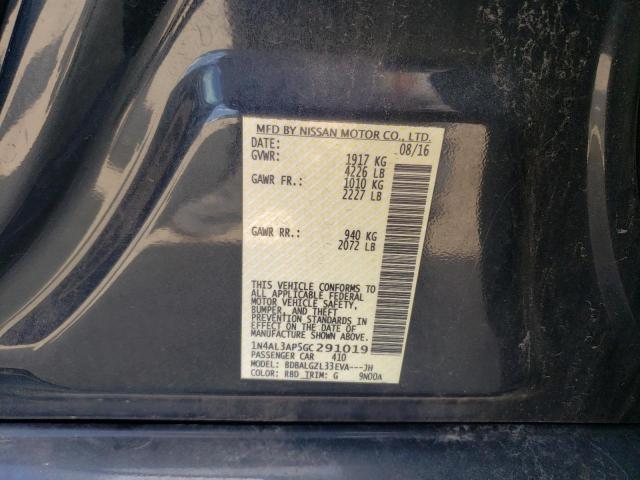 MFD BY NISSAN MOTOR CO., LTD.
DATE: 08/16
GVWR: 1917 KG
4226 LB
GAWR FR.: 1010 KG
2227 LB
GAWR RR.: 940 KG
2072 LB
THIS VEHICLE CONFORMS TO
ALL APPLICABLE FEDERAL
MOTOR VEHICLE SAFETY,
BUMPER, AND THEFT
PREVENTION STANDARDS IN
EFFECT ON THE DATE OF
MANUFACTURE SHOWN ABOVE.
1N4AL3AP5GC291019
PASSENGER CAR 410
MODEL: BDBALGZL33EVA---JH
COLOR: RBD TRIM: G 9N00A